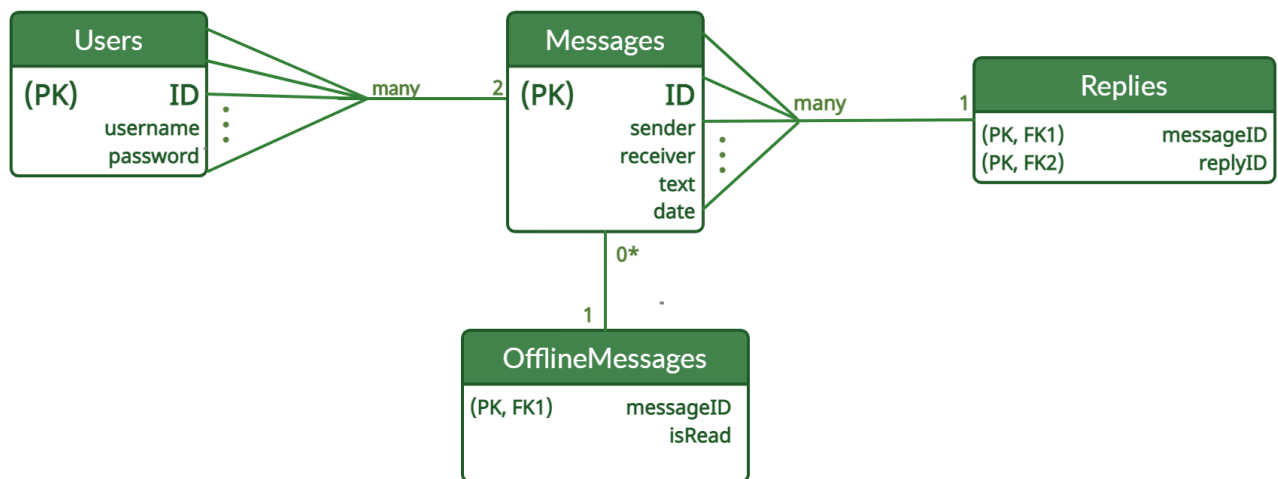 Users
(PK) ID
username
password
many
2
Messages
(PK) ID
sender
receiver
text
date
many
1
Replies
(PK, FK1) messageID
(PK, FK2) replyID
0*
1
OfflineMessages
(PK, FK1) messageID
isRead